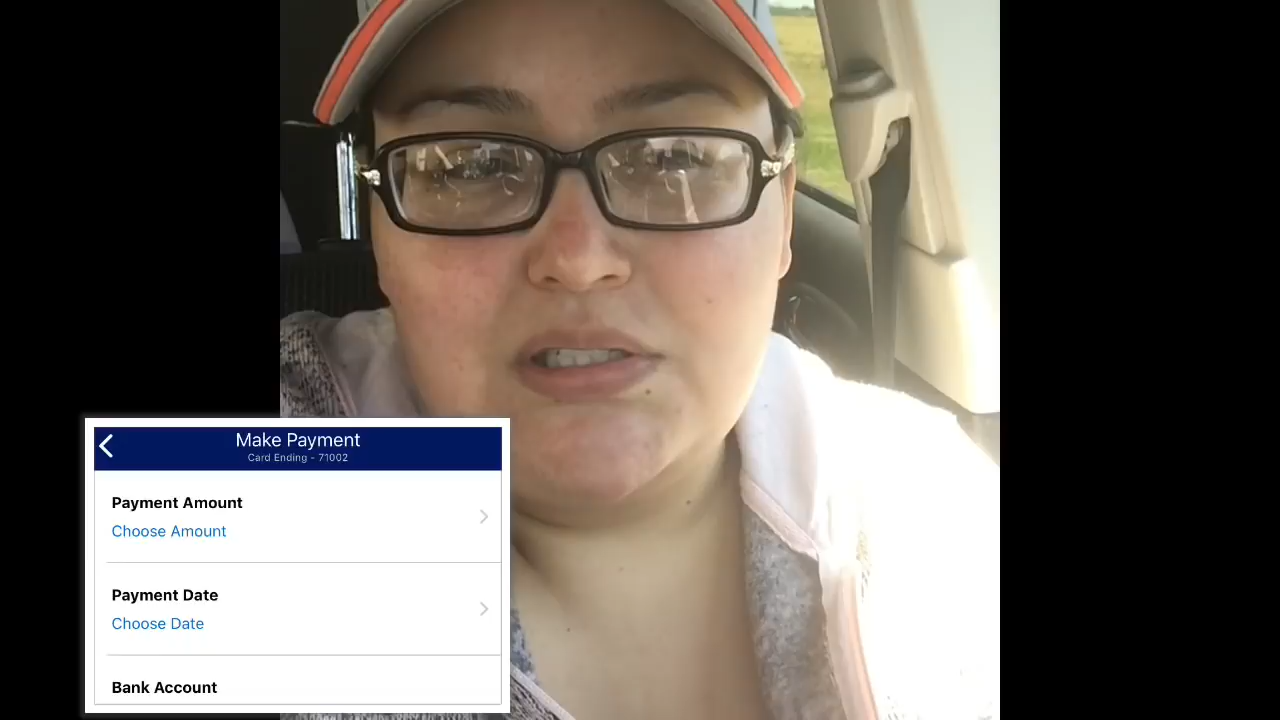 Make Payment
Card Ending - 71002
Payment Amount
Choose Amount
Payment Date
Choose Date
Bank Account